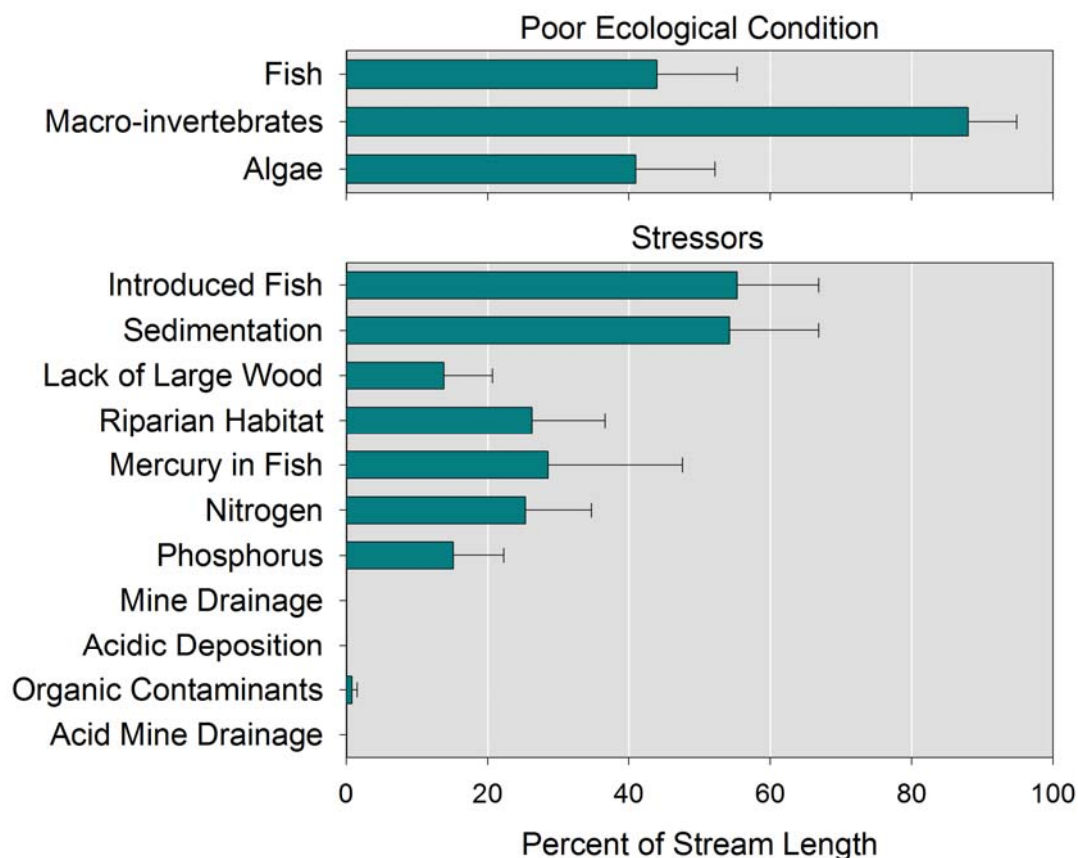 Poor Ecological Condition
Fish
Macro-invertebrates
Algae
Stressors
Introduced Fish
Sedimentation
Lack of Large Wood
Riparian Habitat
Mercury in Fish
Nitrogen
Phosphorus
Mine Drainage
Acidic Deposition
Organic Contaminants
Acid Mine Drainage
0 20 40 60 80 100
Percent of Stream Length